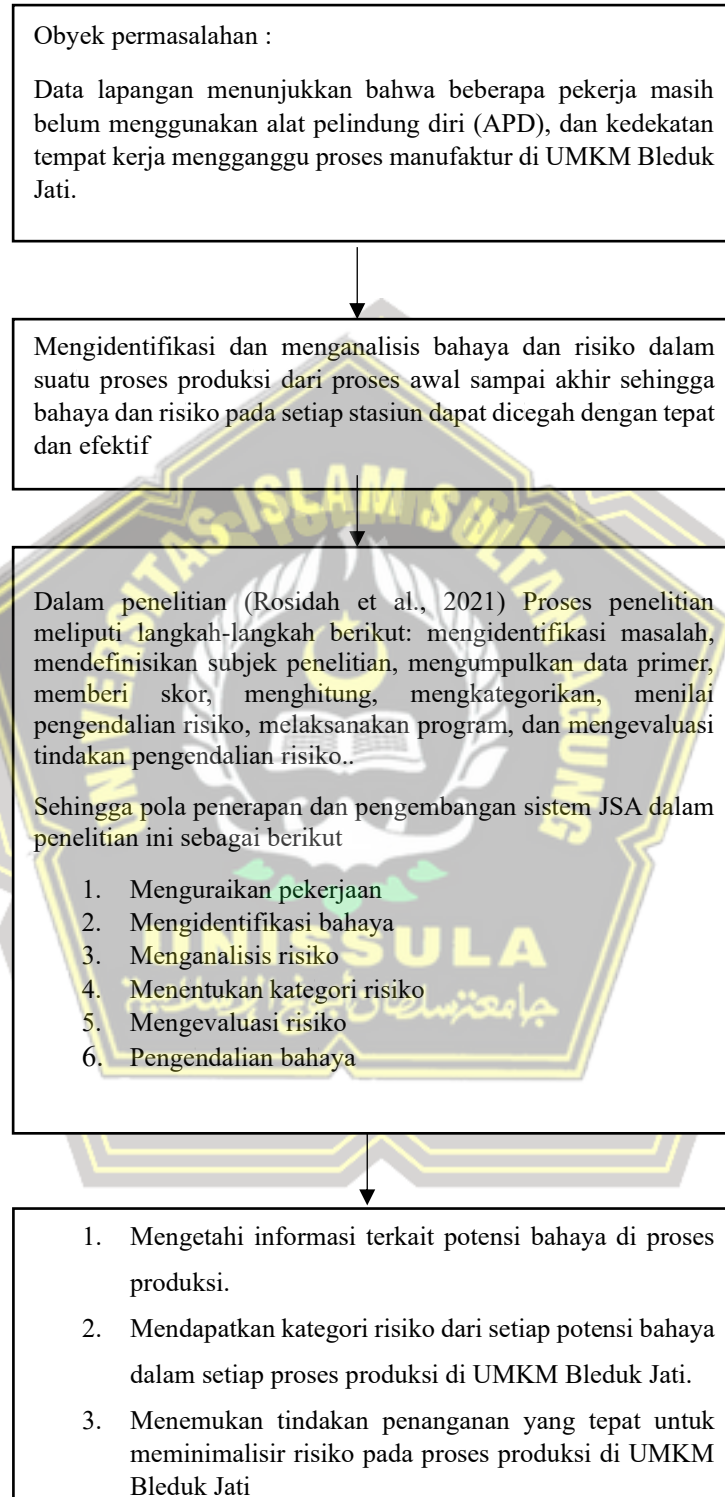 Obyek permasalahan :
Data lapangan menunjukkan bahwa beberapa pekerja masih
belum menggunakan alat pelindung diri (APD), dan kedekatan
tempat kerja mengganggu proses manufaktur di UMKM Bleduk
Jati.
Mengidentifikasi dan menganalisis bahaya dan risiko dalam
suatu proses produksi dari proses awal sampai akhir sehingga
bahaya dan risiko pada setiap stasiun dapat dicegah dengan tepat
dan efektif
UNIVERSITAS ISLAM SULTAN AGUNG
Dalam penelitian (Rosidah et al., 2021) Proses penelitian
meliputi langkah-langkah berikut: mengidentifikasi masalah,
mendefinisikan subjek penelitian, mengumpulkan data primer,
memberi skor, menghitung, mengkategorikan, menilai
pengendalian risiko, melaksanakan program, dan mengevaluasi
tindakan pengendalian risiko..
Sehingga pola penerapan dan pengembangan sistem JSA dalam
penelitian ini sebagai berikut
1. Menguraikan pekerjaan
2. Mengidentifikasi bahaya
3. Menganalisis risiko
4. Menentukan kategori risiko
5. Mengevaluasi risiko
6. Pengendalian bahaya
UNISSULA
1. Mengetahi informasi terkait potensi bahaya di proses
produksi.
2. Mendapatkan kategori risiko dari setiap potensi bahaya
dalam setiap proses produksi di UMKM Bleduk Jati.
3. Menemukan tindakan penanganan yang tepat untuk
meminimalisir risiko pada proses produksi di UMKM
Bleduk Jati